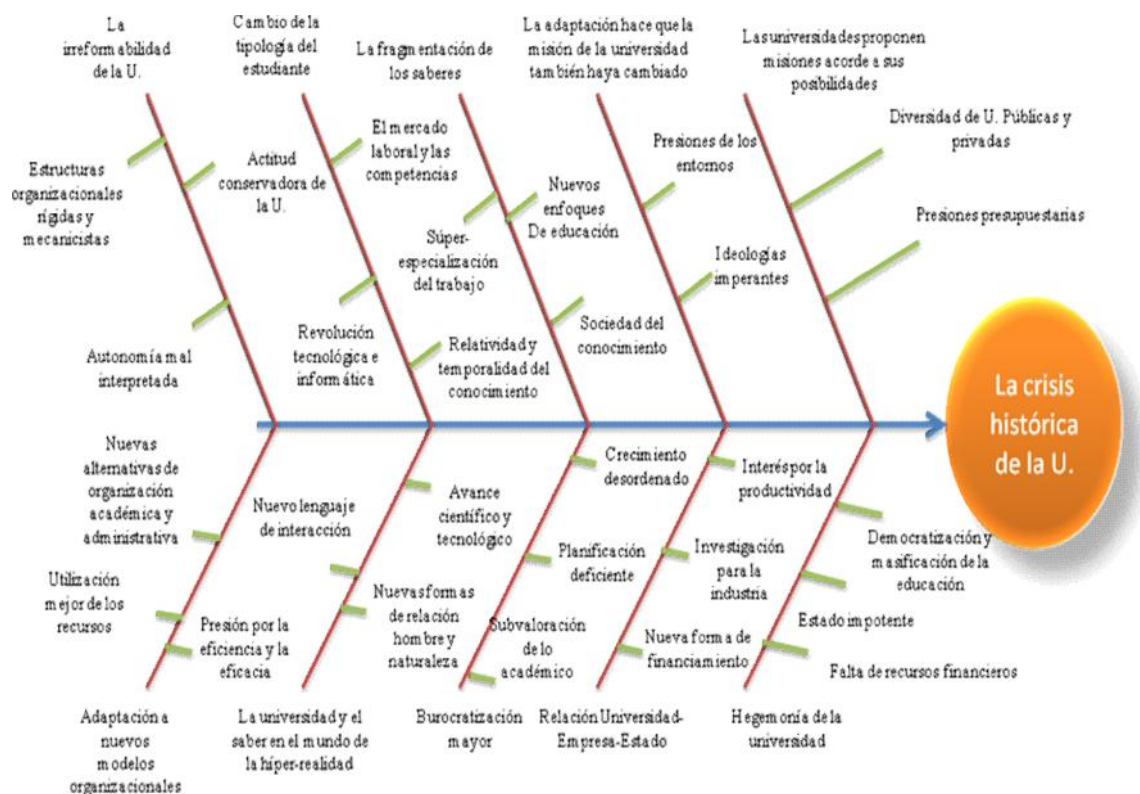 La
irreformabilidad
de la U.
Cambio de la
tipología del
estudiante
La fragmentación de
los saberes
La adaptación hace que la
misión de la universidad
también haya cambiado
Las universidades proponen
misiones acorde a sus
posibilidades
Estructuras
organizacionales
rígidas y
mecanicistas
Actitud
conservadora de
la U.
Autonomía mal
interpretada
El mercado
laboral y las
competencias
Revolución
tecnológica e
informática
Relatividad y
temporalidad del
conocimiento
Súper-
especialización
del trabajo
Nuevos
enfoques
De educación
Sociedad del
conocimiento
Presiones de los
entornos
Ideologías
imperantes
Diversidad de U. Públicas y
privadas
Presiones presupuestarias
La crisis
histórica
de la U.
Nuevas
alternativas de
organización
académica y
administrativa
Utilización
mejor de los
recursos
Presión por la
eficiencia y la
eficacia
Nuevo lenguaje
de interacción
Avance
científico y
tecnológico
Nuevas formas
de relación
hombre y
naturaleza
Crecimiento
desordenado
Planificación
deficiente
Subvaloración
de lo
académico
Interés por la
productividad
Investigación
para la
industria
Nueva forma de
financiamiento
Democratización y
masificación de la
educación
Estado impotente
Falta de recursos financieros
Adaptación a
nuevos
modelos
organizacionales
La universidad y el
saber en el mundo de
la híper-realidad
Burocratización
mayor
Relación Universidad-
Empresa-Estado
Hegemonía de la
universidad